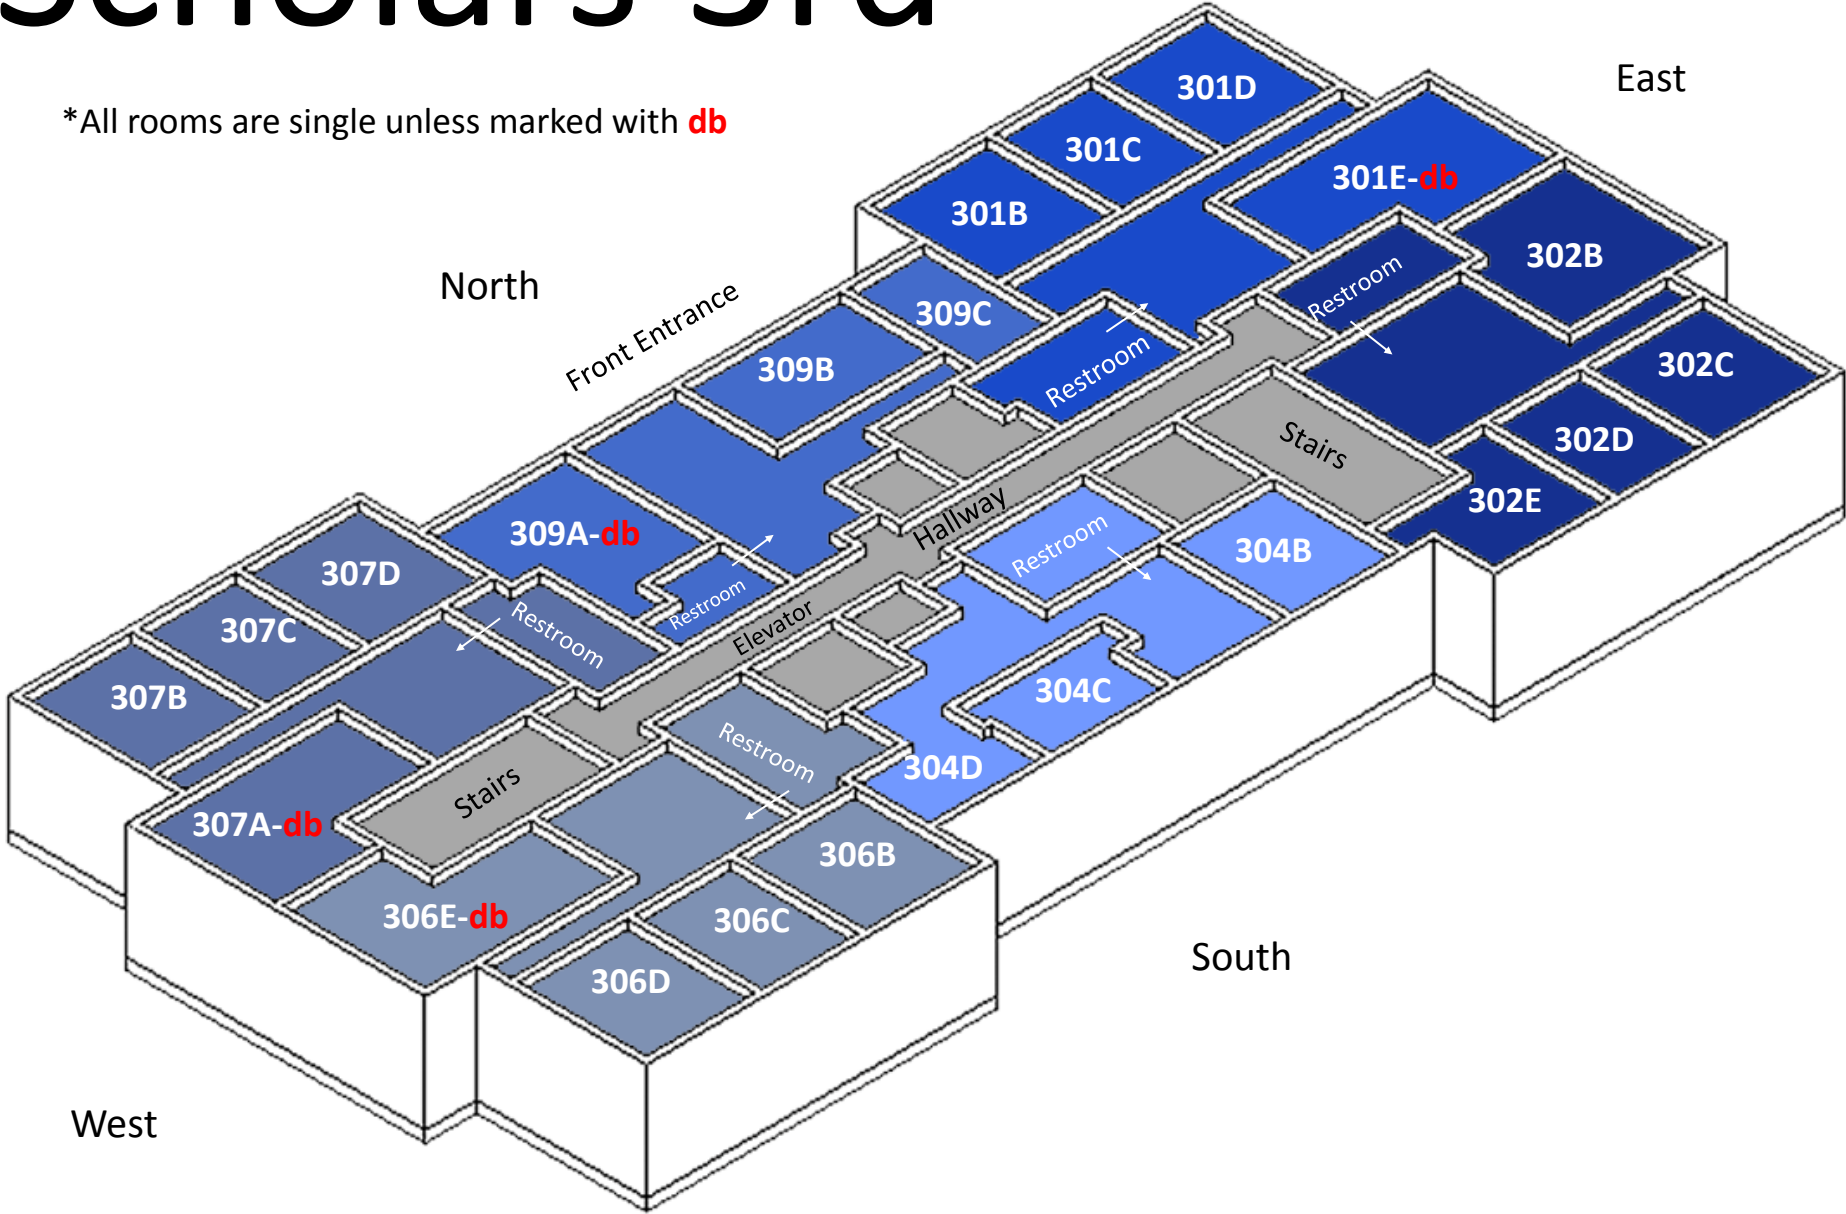 Scholars 3rd
*All rooms are single unless marked with db
East
North
West
South
Front Entrance
301D
301C
301B
301E-db
302B
302C
302D
302E
Restroom
Restroom
309C
309B
309A-db
Restroom
Stairs
Hallway
Elevator
Restroom
304B
304C
304D
307D
307C
307B
307A-db
Restroom
Stairs
Restroom
306B
306C
306D
306E-db